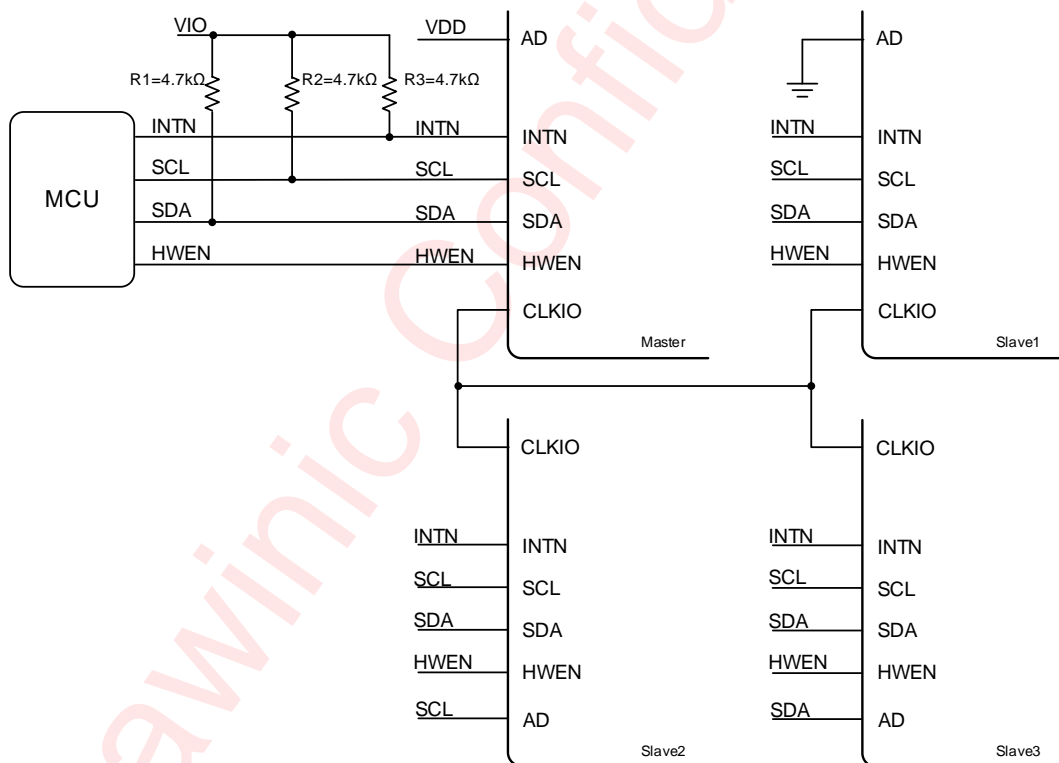 VIO
VDD
AD
AD
R1=4.7kΩ
R2=4.7kΩ
R3=4.7kΩ
INTN
INTN
INTN
INTN
INTN
SCL
SCL
SCL
SCL
SCL
MCU
SDA
SDA
SDA
SDA
SDA
HWEN
HWEN
HWEN
HWEN
HWEN
CLKIO
CLKIO
Master
Slave1
CLKIO
CLKIO
INTN
INTN
INTN
INTN
SCL
SCL
SCL
SCL
SDA
SDA
SDA
SDA
HWEN
HWEN
HWEN
HWEN
SCL
AD
SDA
AD
Slave2
Slave3
awinic Confid